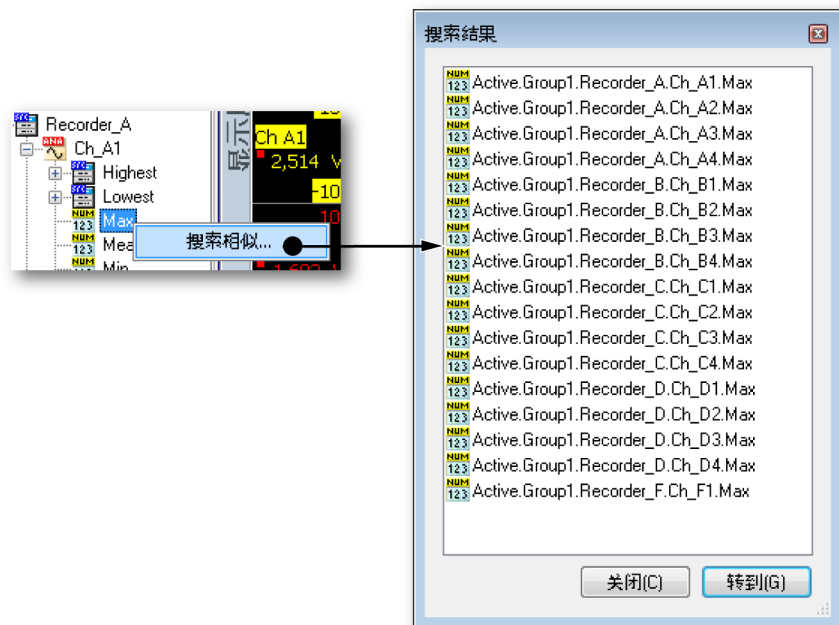 搜索结果
Active.Group1.Recorder_A.Ch_A1.Max
Active.Group1.Recorder_A.Ch_A2.Max
Active.Group1.Recorder_A.Ch_A3.Max
Active.Group1.Recorder_A.Ch_A4.Max
Active.Group1.Recorder_B.Ch_B1.Max
Active.Group1.Recorder_B.Ch_B2.Max
Active.Group1.Recorder_B.Ch_B3.Max
Active.Group1.Recorder_B.Ch_B4.Max
Active.Group1.Recorder_C.Ch_C1.Max
Active.Group1.Recorder_C.Ch_C2.Max
Active.Group1.Recorder_C.Ch_C3.Max
Active.Group1.Recorder_C.Ch_C4.Max
Active.Group1.Recorder_D.Ch_D1.Max
Active.Group1.Recorder_D.Ch_D2.Max
Active.Group1.Recorder_D.Ch_D3.Max
Active.Group1.Recorder_D.Ch_D4.Max
Active.Group1.Recorder_F.Ch_F1.Max
关闭(C) 转到(G)
Recorder_A
Ch_A1
Highest
Lowest
Max
Mea
Min
搜索相似...
显示
Ch A1
2,514 V
-10
10